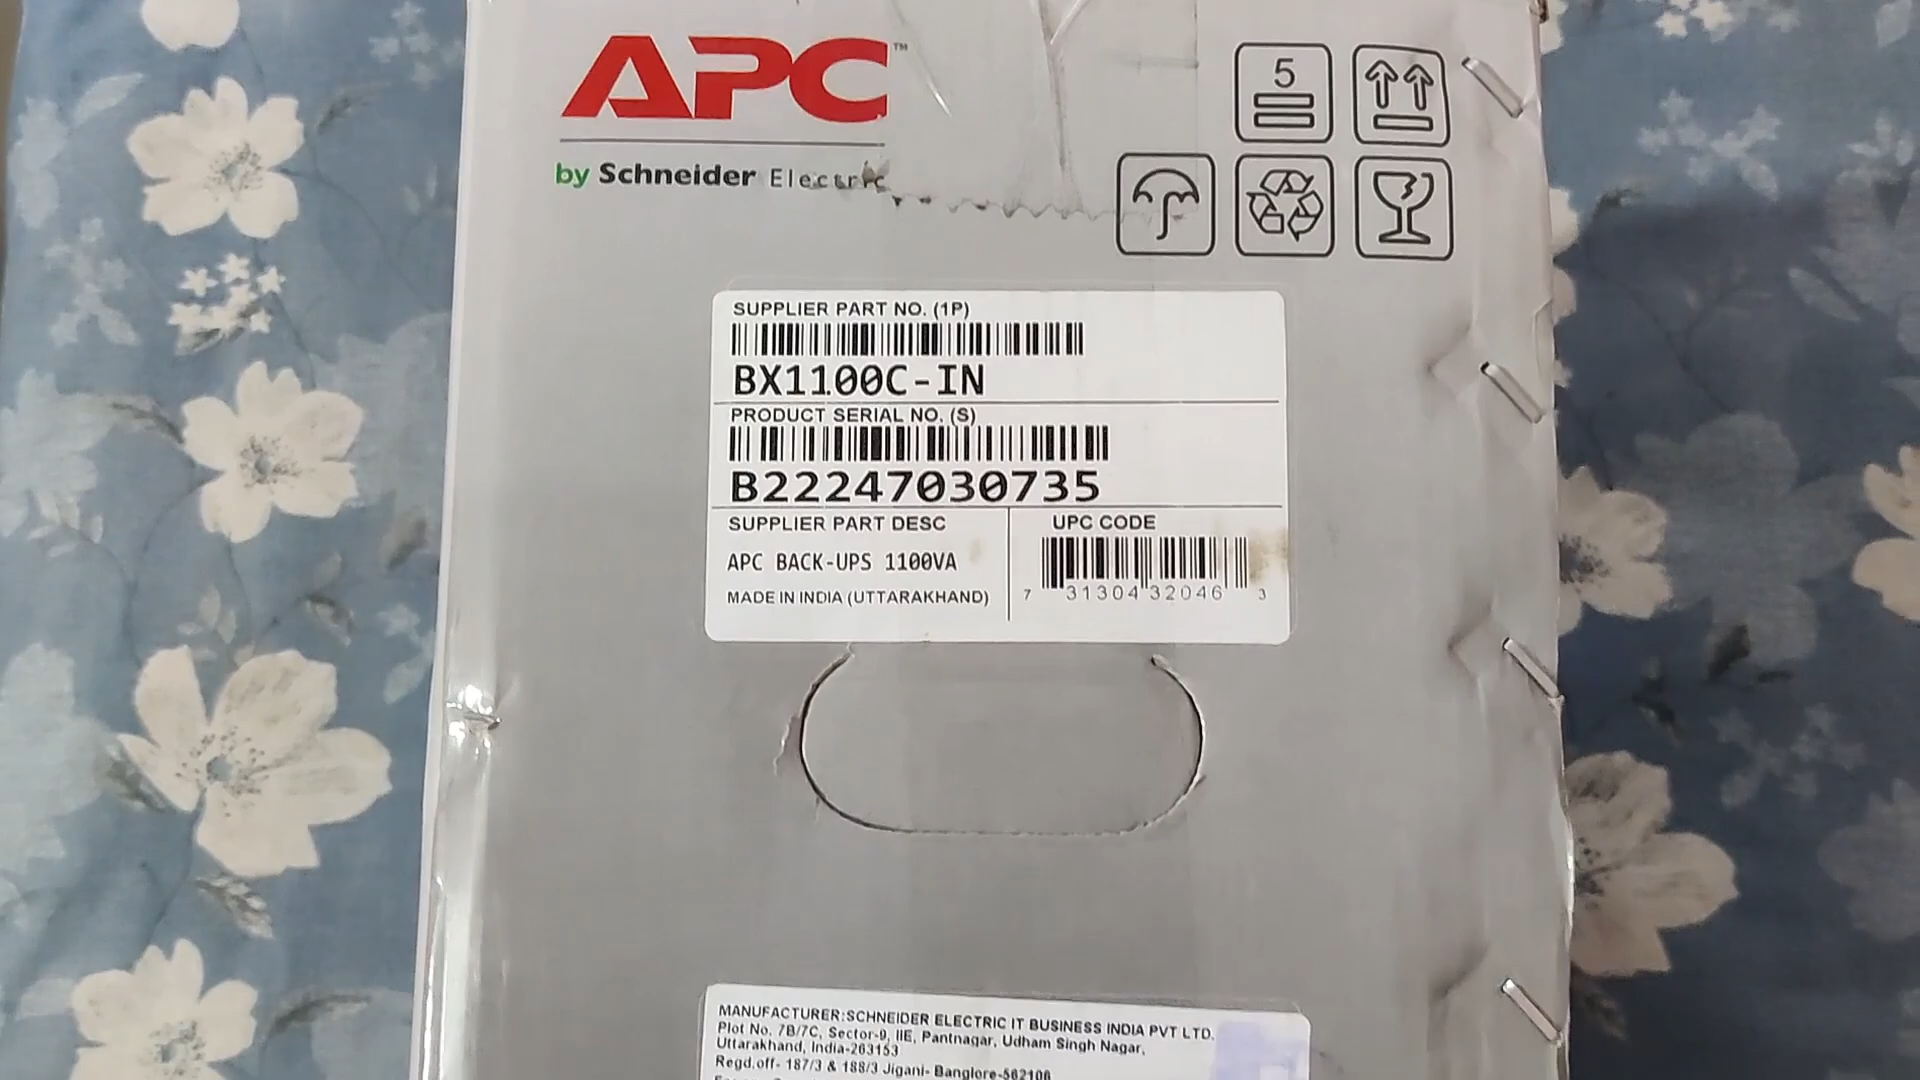 APC™
by Schneider Electric
5
SUPPLIER PART NO. (1P)
BX1100C-IN
PRODUCT SERIAL NO. (S)
B22247030735
SUPPLIER PART DESC
UPC CODE
APC BACK-UPS 1100VA
MADE IN INDIA (UTTARAKHAND)
7 31304 32046 3
MANUFACTURER:SCHNEIDER ELECTRIC IT BUSINESS INDIA PVT LTD.
Plot No. 7B/7C, Sector-9, IIE, Pantnagar, Udham Singh Nagar,
Uttarakhand, India-263153
Regd.off- 187/3 & 188/3 Jigani- Banglore-562106